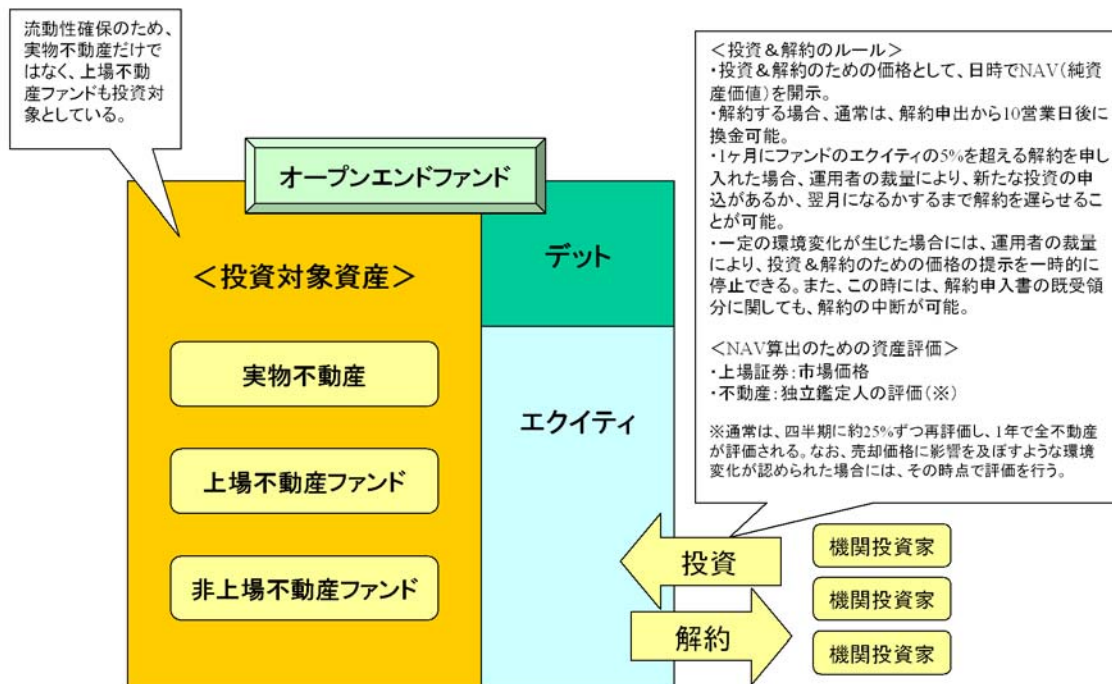 流動性確保のため、
実物不動産だけで
はなく、上場不動
産ファンドも投資対
象としている。
オープンエンドファンド
＜投資対象資産＞
実物不動産
上場不動産ファンド
非上場不動産ファンド
デット
エクイティ
＜投資＆解約のルール＞
・投資＆解約のための価格として、日時でNAV(純資
産価値)を開示。
・解約する場合、通常は、解約申出から10営業日後に
換金可能。
・1ヶ月にファンドのエクイティの5%を超える解約を申し
入れた場合、運用者の裁量により、新たな投資の申
込があるか、翌月になるかするまで解約を遅らせるこ
とが可能。
・一定の環境変化が生じた場合には、運用者の裁量
により、投資＆解約のための価格の提示を一時的に
停止できる。また、この時には、解約申入書の既受領
分に関しても、解約の中断が可能。
＜NAV算出のための資産評価＞
・上場証券：市場価格
・不動産：独立鑑定人の評価(※)
※通常は、四半期に約25%ずつ再評価し、1年で全不動産
が評価される。なお、売却価格に影響を及ぼすような環境
変化が認められた場合には、その時点で評価を行う。
投資
解約
機関投資家
機関投資家
機関投資家